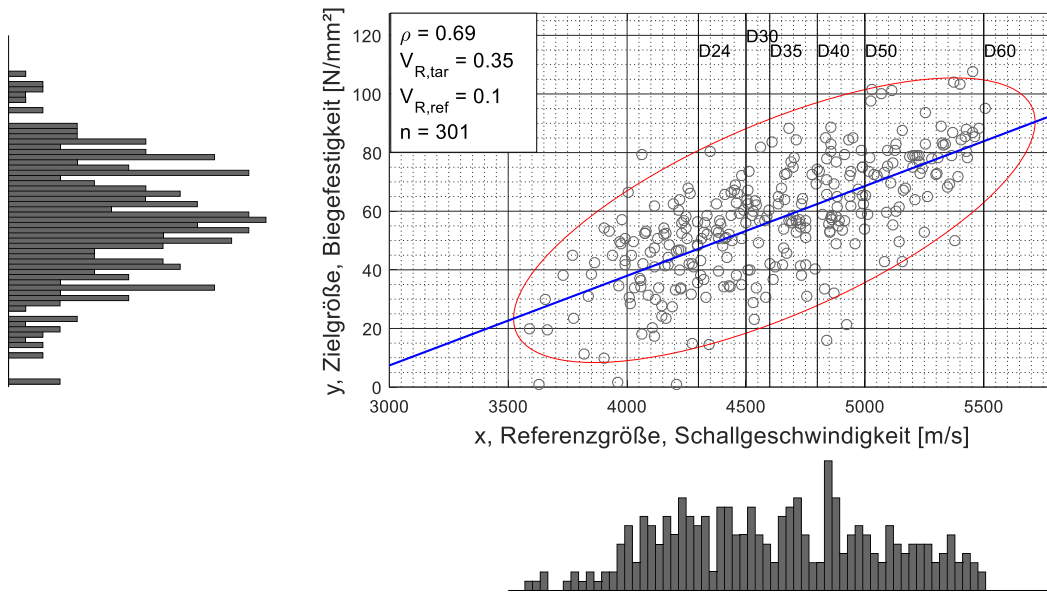 y, Zielgröße, Biegefestigkeit [N/mm²]
120
100
80
60
40
20
0
ρ = 0.69
V_R,tar = 0.35
V_R,ref = 0.1
n = 301
D24
D30
D35
D40
D50
D60
3000 3500 4000 4500 5000 5500
x, Referenzgröße, Schallgeschwindigkeit [m/s]